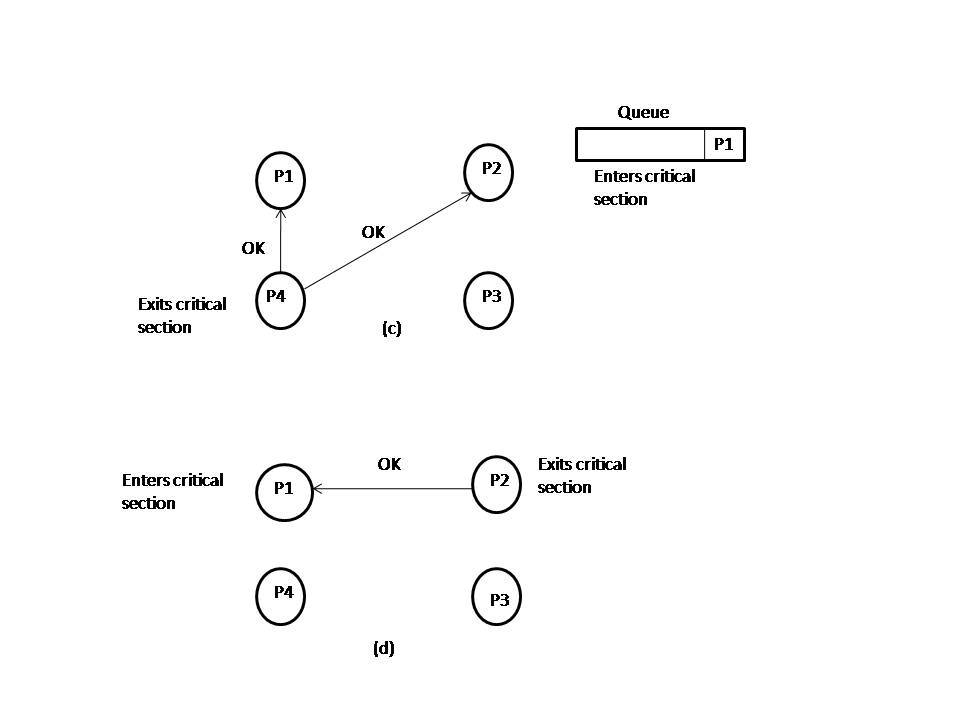 Queue
P1
P2
P1
Enters critical
section
OK
OK
P4
P3
Exits critical
section
(c)
OK
Exits critical
section
Enters critical
section
P1
P2
P4
P3
(d)